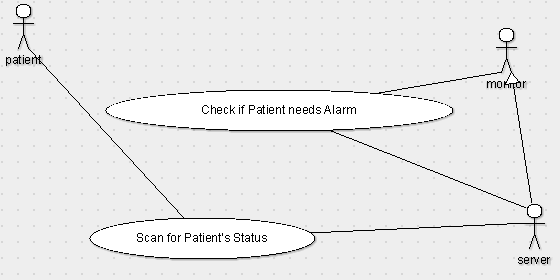 patient
monitor
Check if Patient needs Alarm
Scan for Patient's Status
server